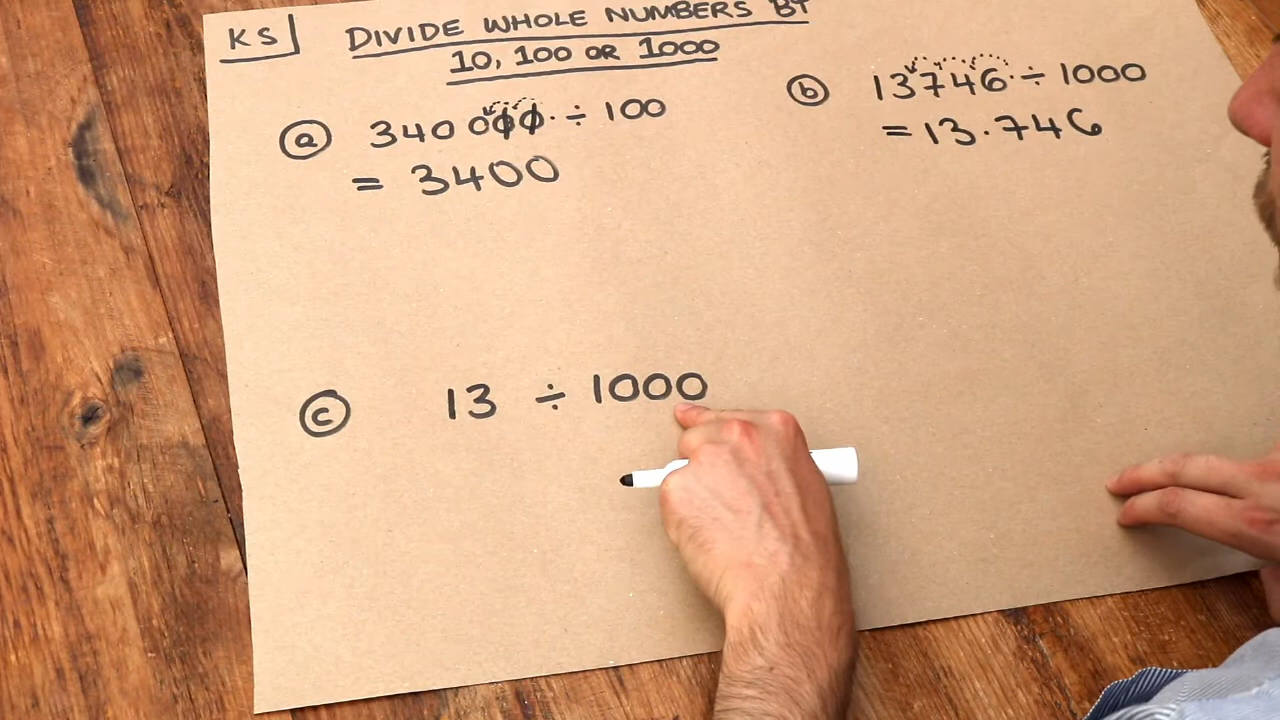 KS DIVIDE WHOLE NUMBERS BY
10, 100 OR 1000
a 340 000. ÷ 100
= 3400
b 13746. ÷ 1000
= 13.746
c 13 ÷ 1000